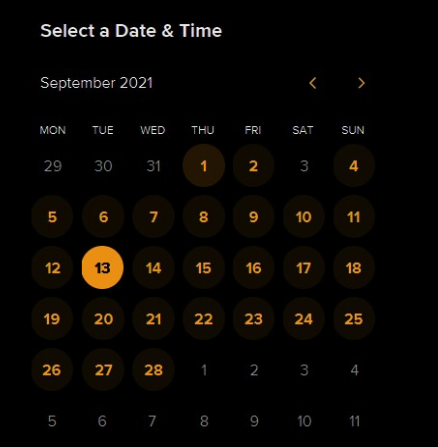 Select a Date & Time
September 2021
MON TUE WED THU FRI SAT SUN
29 30 31 1 2 3 4
5 6 7 8 9 10 11
12 13 14 15 16 17 18
19 20 21 22 23 24 25
26 27 28 1 2 3 4
5 6 7 8 9 10 11